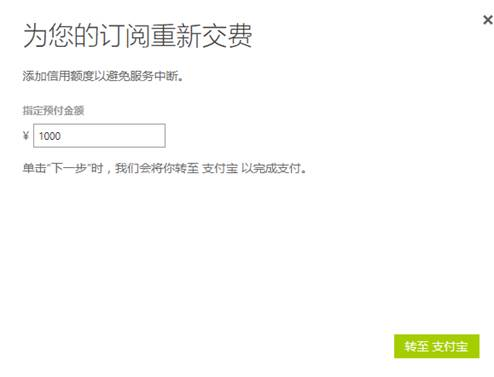 为您的订阅重新交费
添加信用额度以避免服务中断。
指定预付金额
¥ 1000
单击"下一步"时，我们会将你转至 支付宝 以完成支付。
转至 支付宝